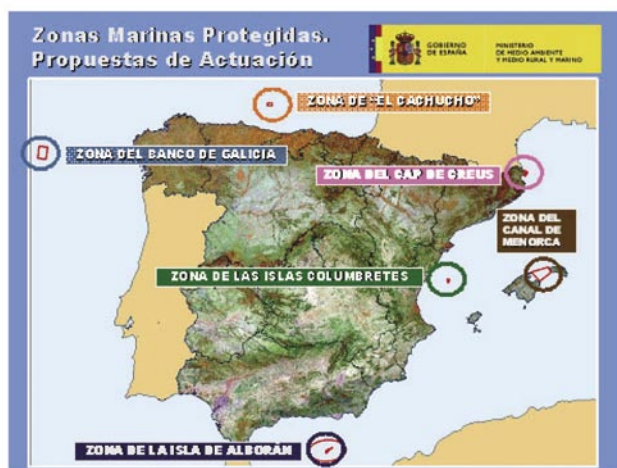 Zonas Marinas Protegidas.
Propuestas de Actuación
GOBIERNO
DE ESPAÑA
MINISTERIO
DE MEDIO AMBIENTE
Y MEDIO RURAL Y MARINO
ZONA DE "EL CACHUCHO"
ZONA DEL BANCO DE GALICIA
ZONA DEL CAP DE CREUS
ZONA DEL
CANAL DE
MENORCA
ZONA DE LAS ISLAS COLUMBRETES
ZONA DE LA ISLA DE ALBORÁN